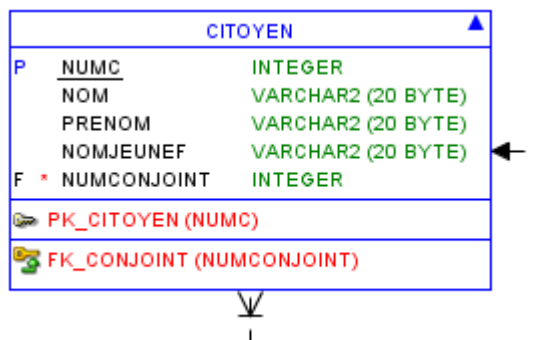 CITOYEN
P NUMC INTEGER
NOM VARCHAR2 (20 BYTE)
PRENOM VARCHAR2 (20 BYTE)
NOMJEUNEF VARCHAR2 (20 BYTE)
F * NUMCONJOINT INTEGER
PK_CITOYEN (NUMC)
FK_CONJOINT (NUMCONJOINT)